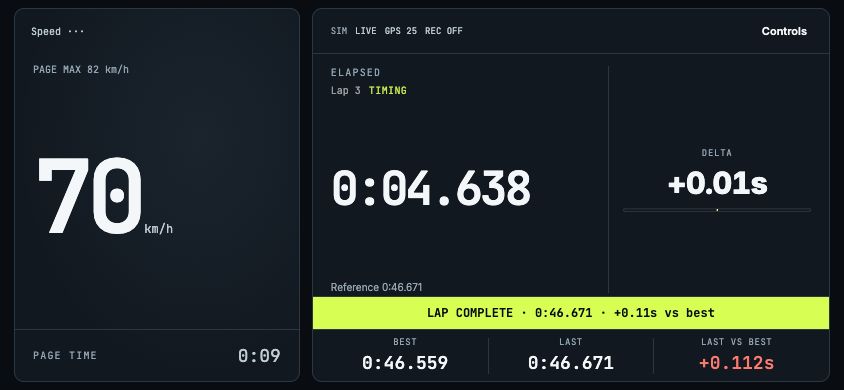 Speed ···
PAGE MAX 82 km/h
70 km/h
PAGE TIME 0:09
SIM LIVE GPS 25 REC OFF Controls
ELAPSED
Lap 3 TIMING
0:04.638
Reference 0:46.671
DELTA
+0.01s
LAP COMPLETE · 0:46.671 · +0.11s vs best
BEST LAST LAST VS BEST
0:46.559 0:46.671 +0.112s